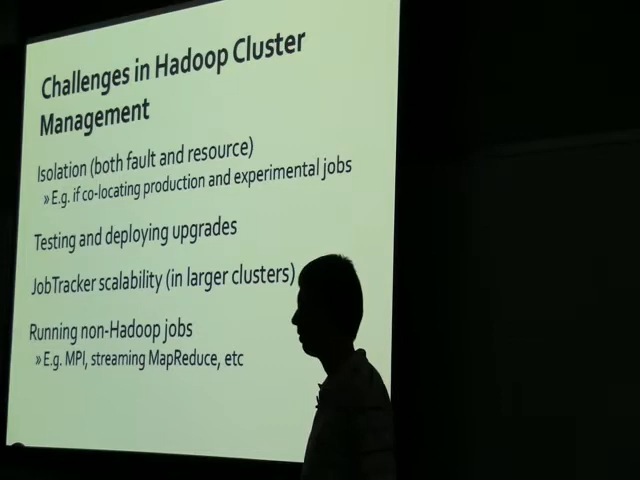 Challenges in Hadoop Cluster
Management
Isolation (both fault and resource)
» E.g. if co-locating production and experimental jobs
Testing and deploying upgrades
JobTracker scalability (in larger clusters)
Running non-Hadoop jobs
» E.g. MPI, streaming MapReduce, etc